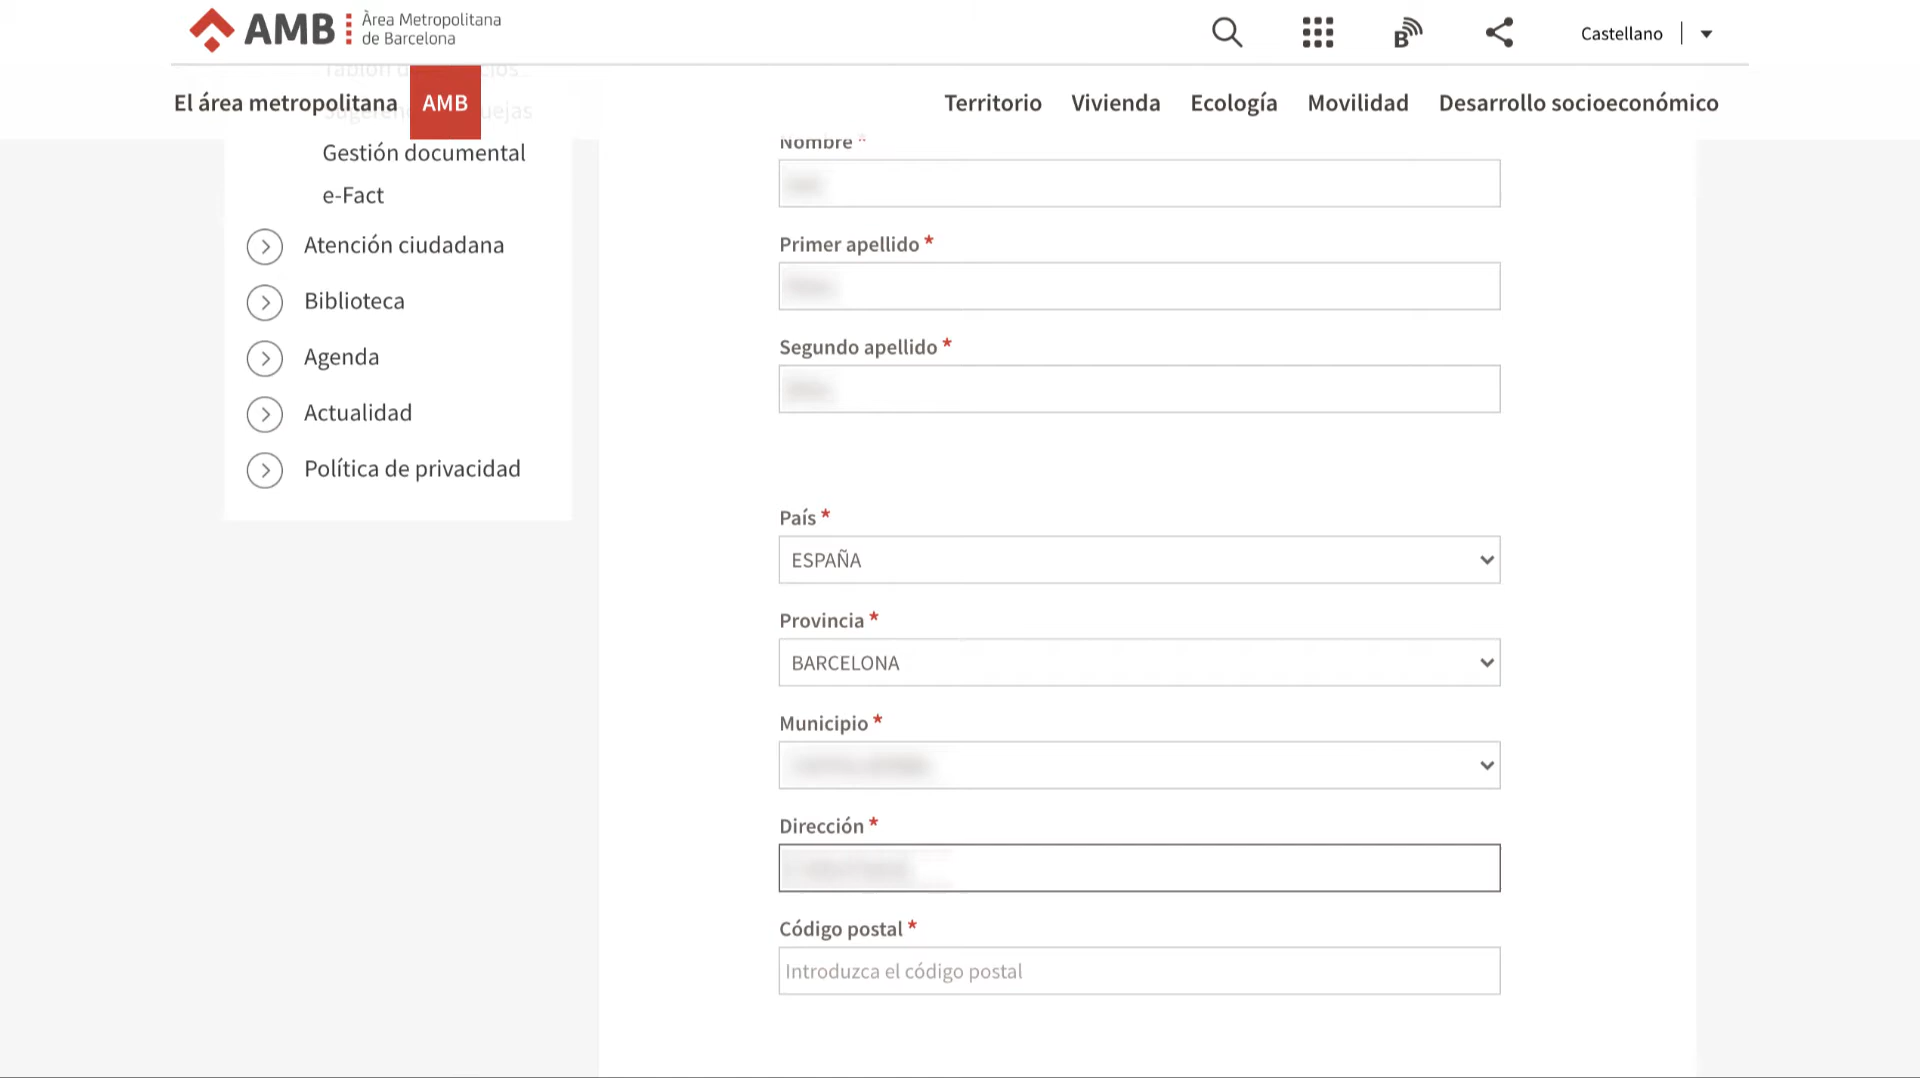 AMB
Àrea Metropolitana
de Barcelona
Castellano
El área metropolitana
AMB
Territorio
Vivienda
Ecología
Movilidad
Desarrollo socioeconómico
Gestión documental
e-Fact
Atención ciudadana
Biblioteca
Agenda
Actualidad
Política de privacidad
Nombre *
Primer apellido *
Segundo apellido *
País *
ESPAÑA
Provincia *
BARCELONA
Municipio *
Dirección *
Código postal *
Introduzca el código postal